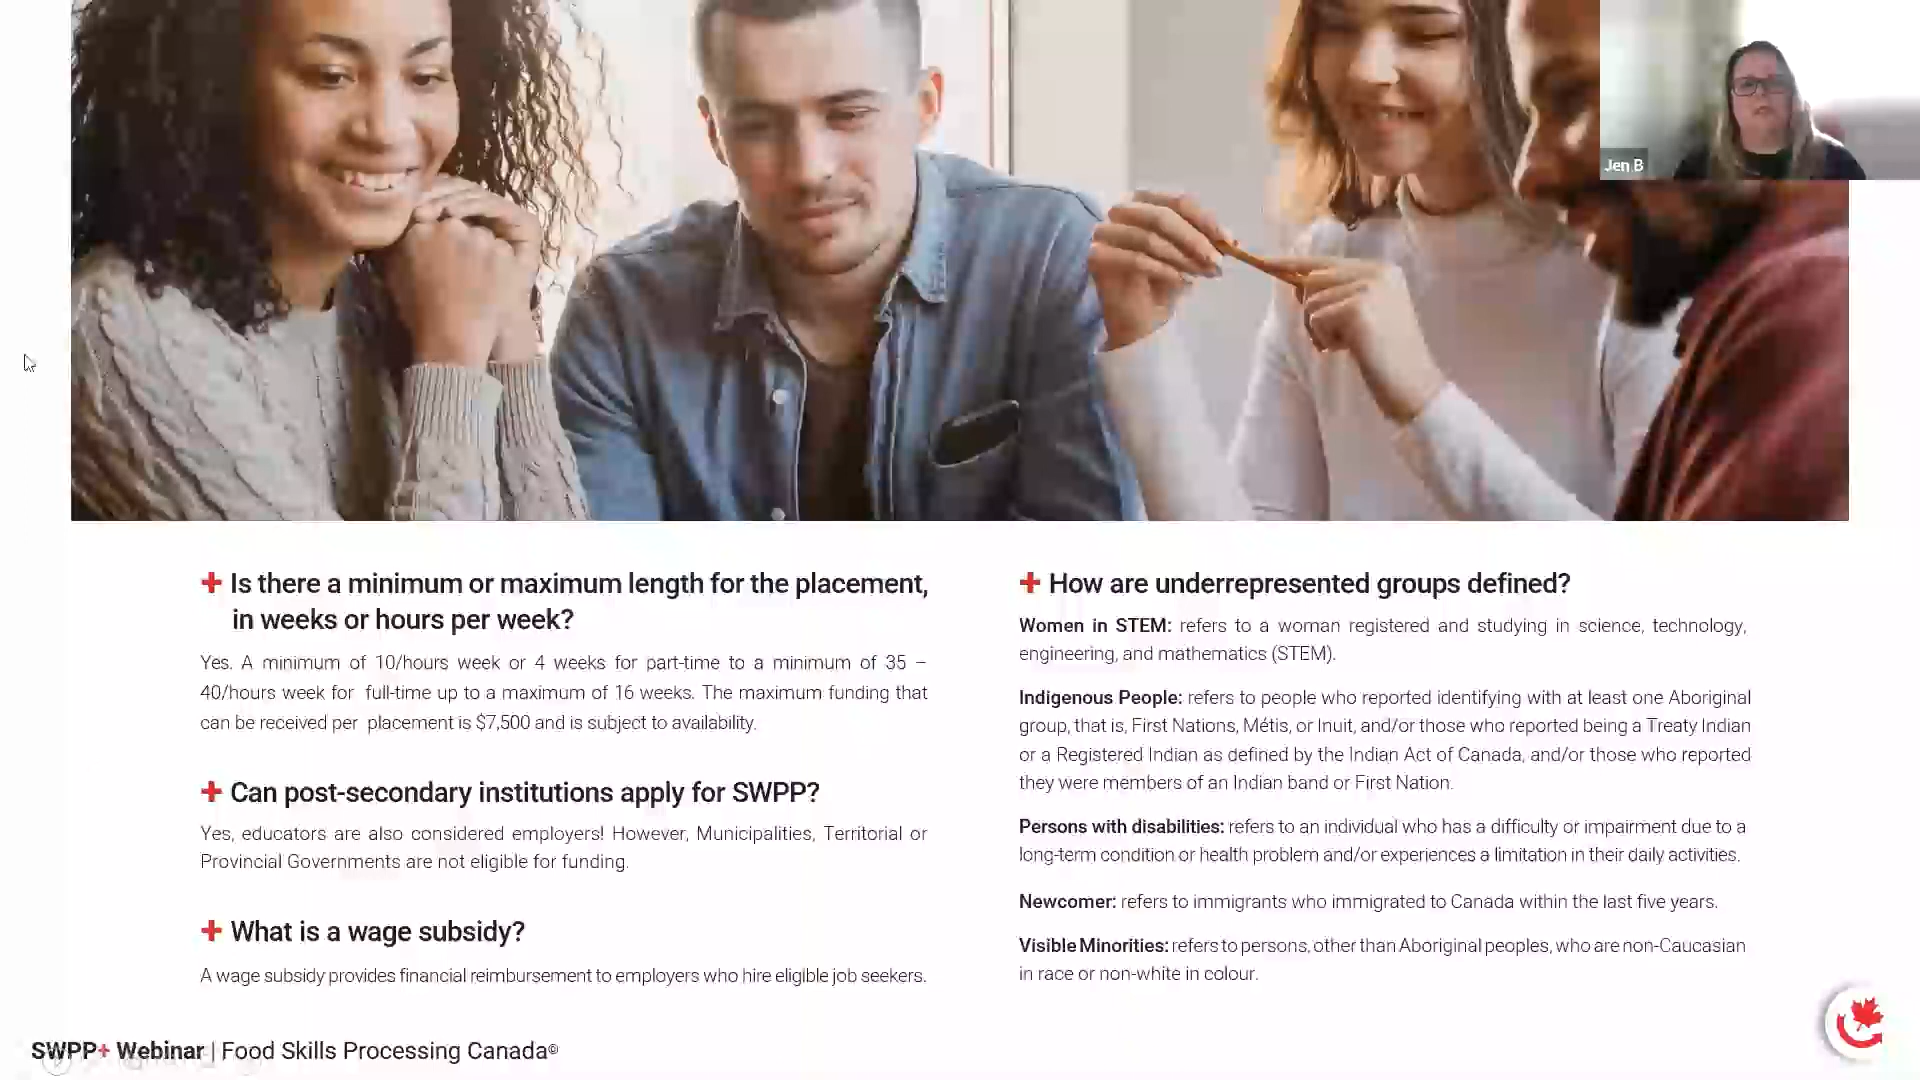 Jen B
+ Is there a minimum or maximum length for the placement,
in weeks or hours per week?
Yes. A minimum of 10/hours week or 4 weeks for part-time to a minimum of 35 –
40/hours week for full-time up to a maximum of 16 weeks. The maximum funding that
can be received per placement is $7,500 and is subject to availability.
+ Can post-secondary institutions apply for SWPP?
Yes, educators are also considered employers! However, Municipalities, Territorial or
Provincial Governments are not eligible for funding.
+ What is a wage subsidy?
A wage subsidy provides financial reimbursement to employers who hire eligible job seekers.
+ How are underrepresented groups defined?
Women in STEM: refers to a woman registered and studying in science, technology,
engineering, and mathematics (STEM).
Indigenous People: refers to people who reported identifying with at least one Aboriginal
group, that is, First Nations, Métis, or Inuit, and/or those who reported being a Treaty Indian
or a Registered Indian as defined by the Indian Act of Canada, and/or those who reported
they were members of an Indian band or First Nation.
Persons with disabilities: refers to an individual who has a difficulty or impairment due to a
long-term condition or health problem and/or experiences a limitation in their daily activities.
Newcomer: refers to immigrants who immigrated to Canada within the last five years.
Visible Minorities: refers to persons, other than Aboriginal peoples, who are non-Caucasian
in race or non-white in colour.
SWPP+ Webinar | Food Skills Processing Canada©